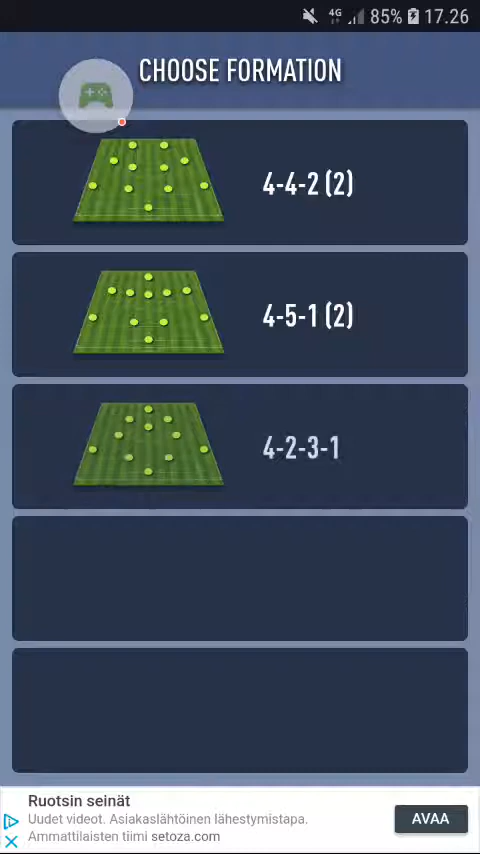 4G 85% 17.26
CHOOSE FORMATION
4-4-2 (2)
4-5-1 (2)
4-2-3-1
Ruotsin seinät
Uudet videot. Asiakaslähtöinen lähestymistapa.
Ammattilaisten tiimi setoza.com
AVAA